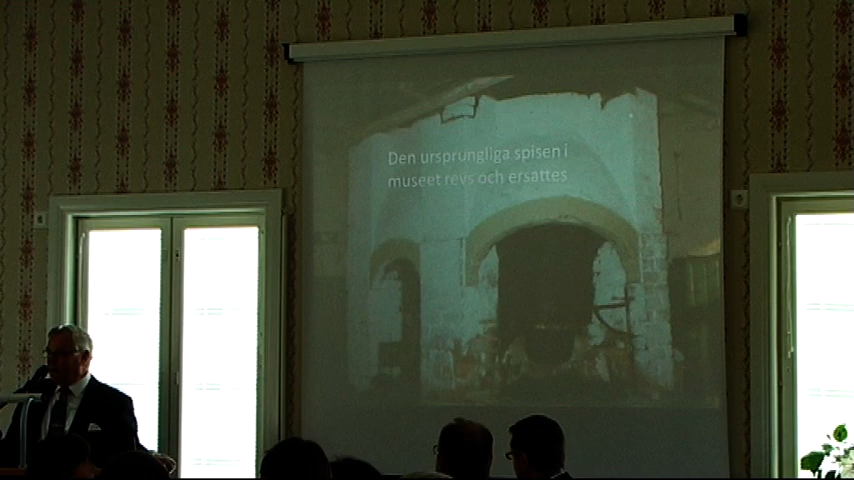 Den ursprungliga spisen i
museet revs och ersattes